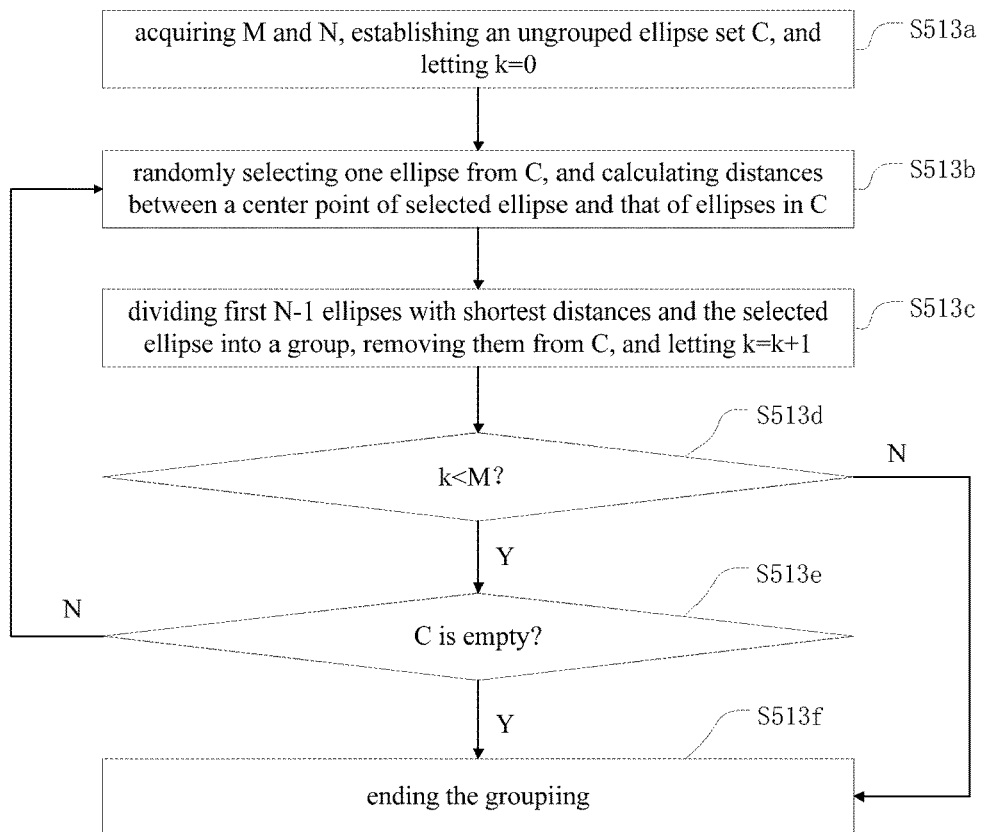 acquiring M and N, establishing an ungrouped ellipse set C, and
letting k=0
S513a
randomly selecting one ellipse from C, and calculating distances
between a center point of selected ellipse and that of ellipses in C
S513b
dividing first N-1 ellipses with shortest distances and the selected
ellipse into a group, removing them from C, and letting k=k+1
S513c
S513d
k<M?
N
Y
S513e
N
C is empty?
Y
S513f
ending the groupiing